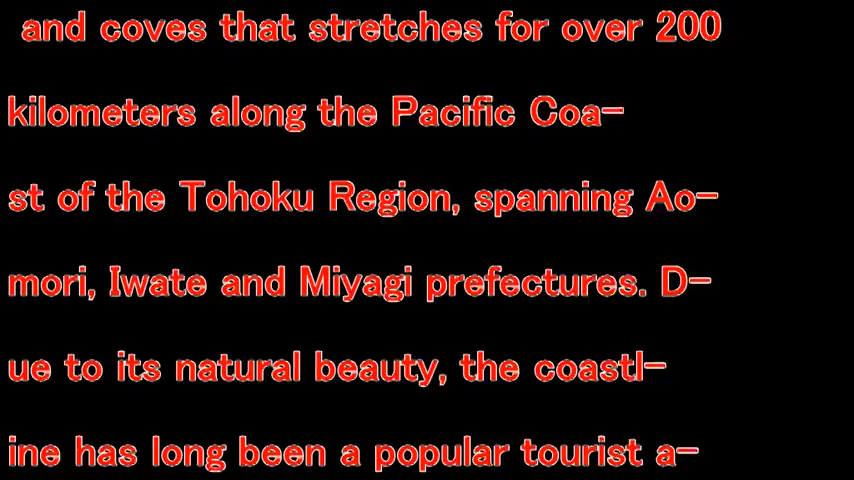 and coves that stretches for over 200
kilometers along the Pacific Coa-
st of the Tohoku Region, spanning Ao-
mori, Iwate and Miyagi prefectures. D-
ue to its natural beauty, the coastl-
ine has long been a popular tourist a-